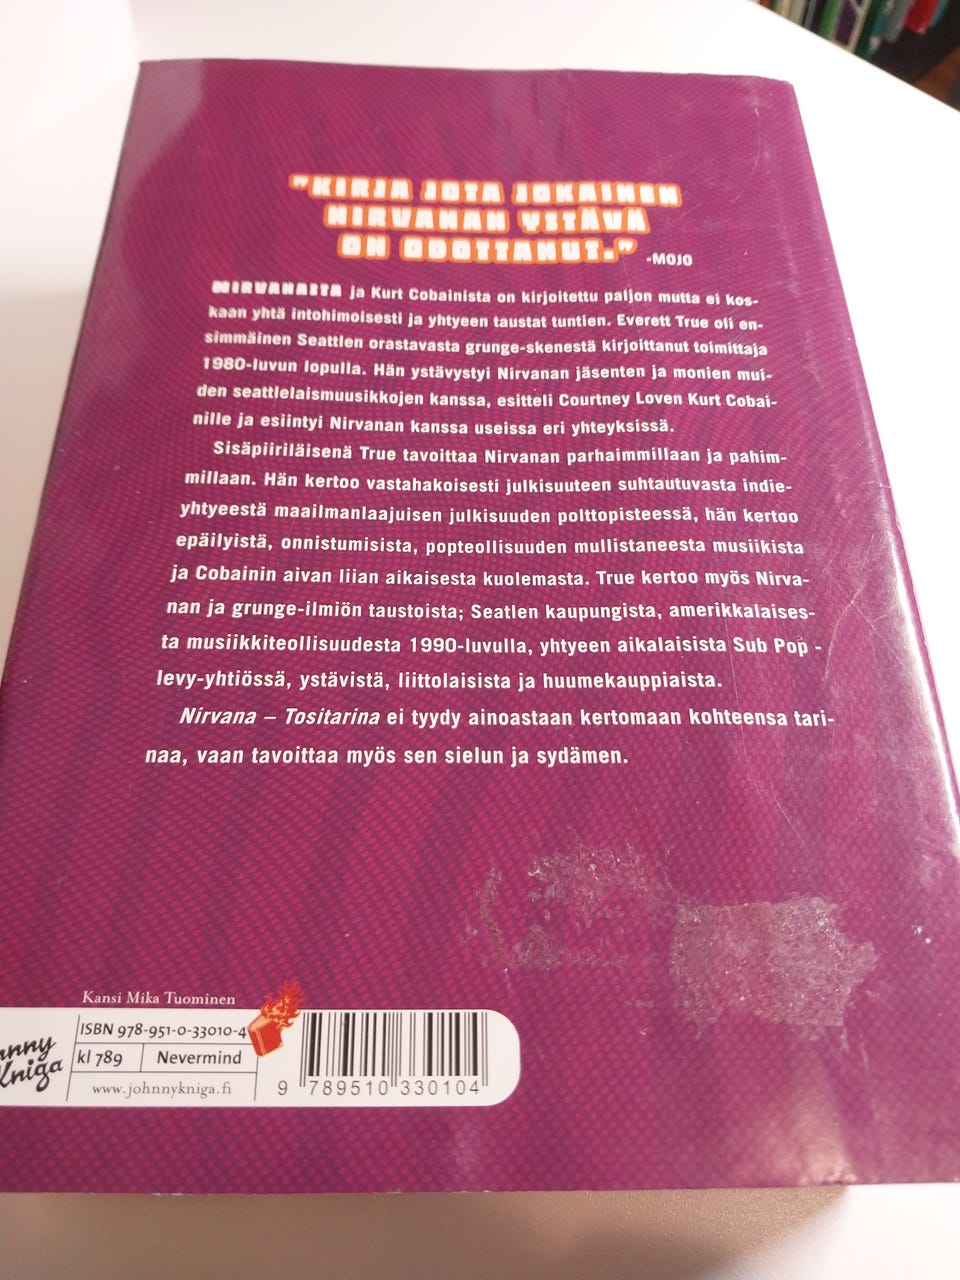 "KIRJA JOTA JOKAINEN
NIRVANAN YSTÄVÄ
ON ODOTTANUT." -MOJO
NIRVANASTA ja Kurt Cobainista on kirjoitettu paljon mutta ei kos-
kaan yhtä intohimoisesti ja yhtyeen taustat tuntien. Everett True oli en-
simmäinen Seattlen orastavasta grunge-skenestä kirjoittanut toimittaja
1980-luvun lopulla. Hän ystävystyi Nirvanan jäsenten ja monien mui-
den seattlelaismuusikkojen kanssa, esitteli Courtney Loven Kurt Cobai-
nille ja esiintyi Nirvanan kanssa useissa eri yhteyksissä.
Sisäpiiriläisenä True tavoittaa Nirvanan parhaimmillaan ja pahim-
millaan. Hän kertoo vastahakoisesti julkisuuteen suhtautuvasta indie-
yhtyeestä maailmanlaajuisen julkisuuden polttopisteessä, hän kertoo
epäilyistä, onnistumisista, popteollisuuden mullistaneesta musiikista
ja Cobainin aivan liian aikaisesta kuolemasta. True kertoo myös Nirva-
nan ja grunge-ilmiön taustoista; Seatlen kaupungista, amerikkalaises-
ta musiikkiteollisuudesta 1990-luvulla, yhtyeen aikalaisista Sub Pop -
levy-yhtiössä, ystävistä, liittolaisista ja huumekauppiaista.
Nirvana – Tositarina ei tyydy ainoastaan kertomaan kohteensa tari-
naa, vaan tavoittaa myös sen sielun ja sydämen.
Kansi Mika Tuominen
ISBN 978-951-0-33010-4
kl 789 Nevermind
www.johnnykniga.fi
Kniga
9 789510 330104